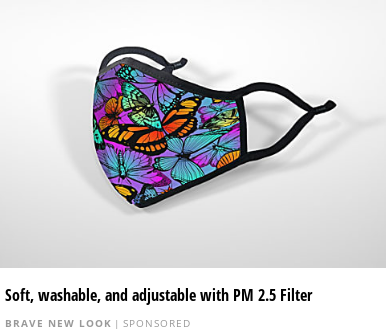 Soft, washable, and adjustable with PM 2.5 Filter
BRAVE NEW LOOK | SPONSORED